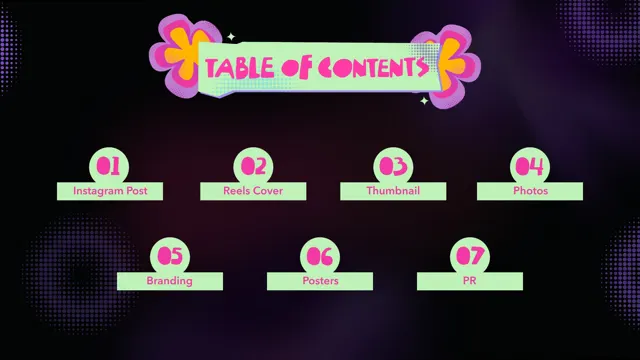 TABLE OF CONTENTS
01
Instagram Post
02
Reels Cover
03
Thumbnail
04
Photos
05
Branding
06
Posters
07
PR